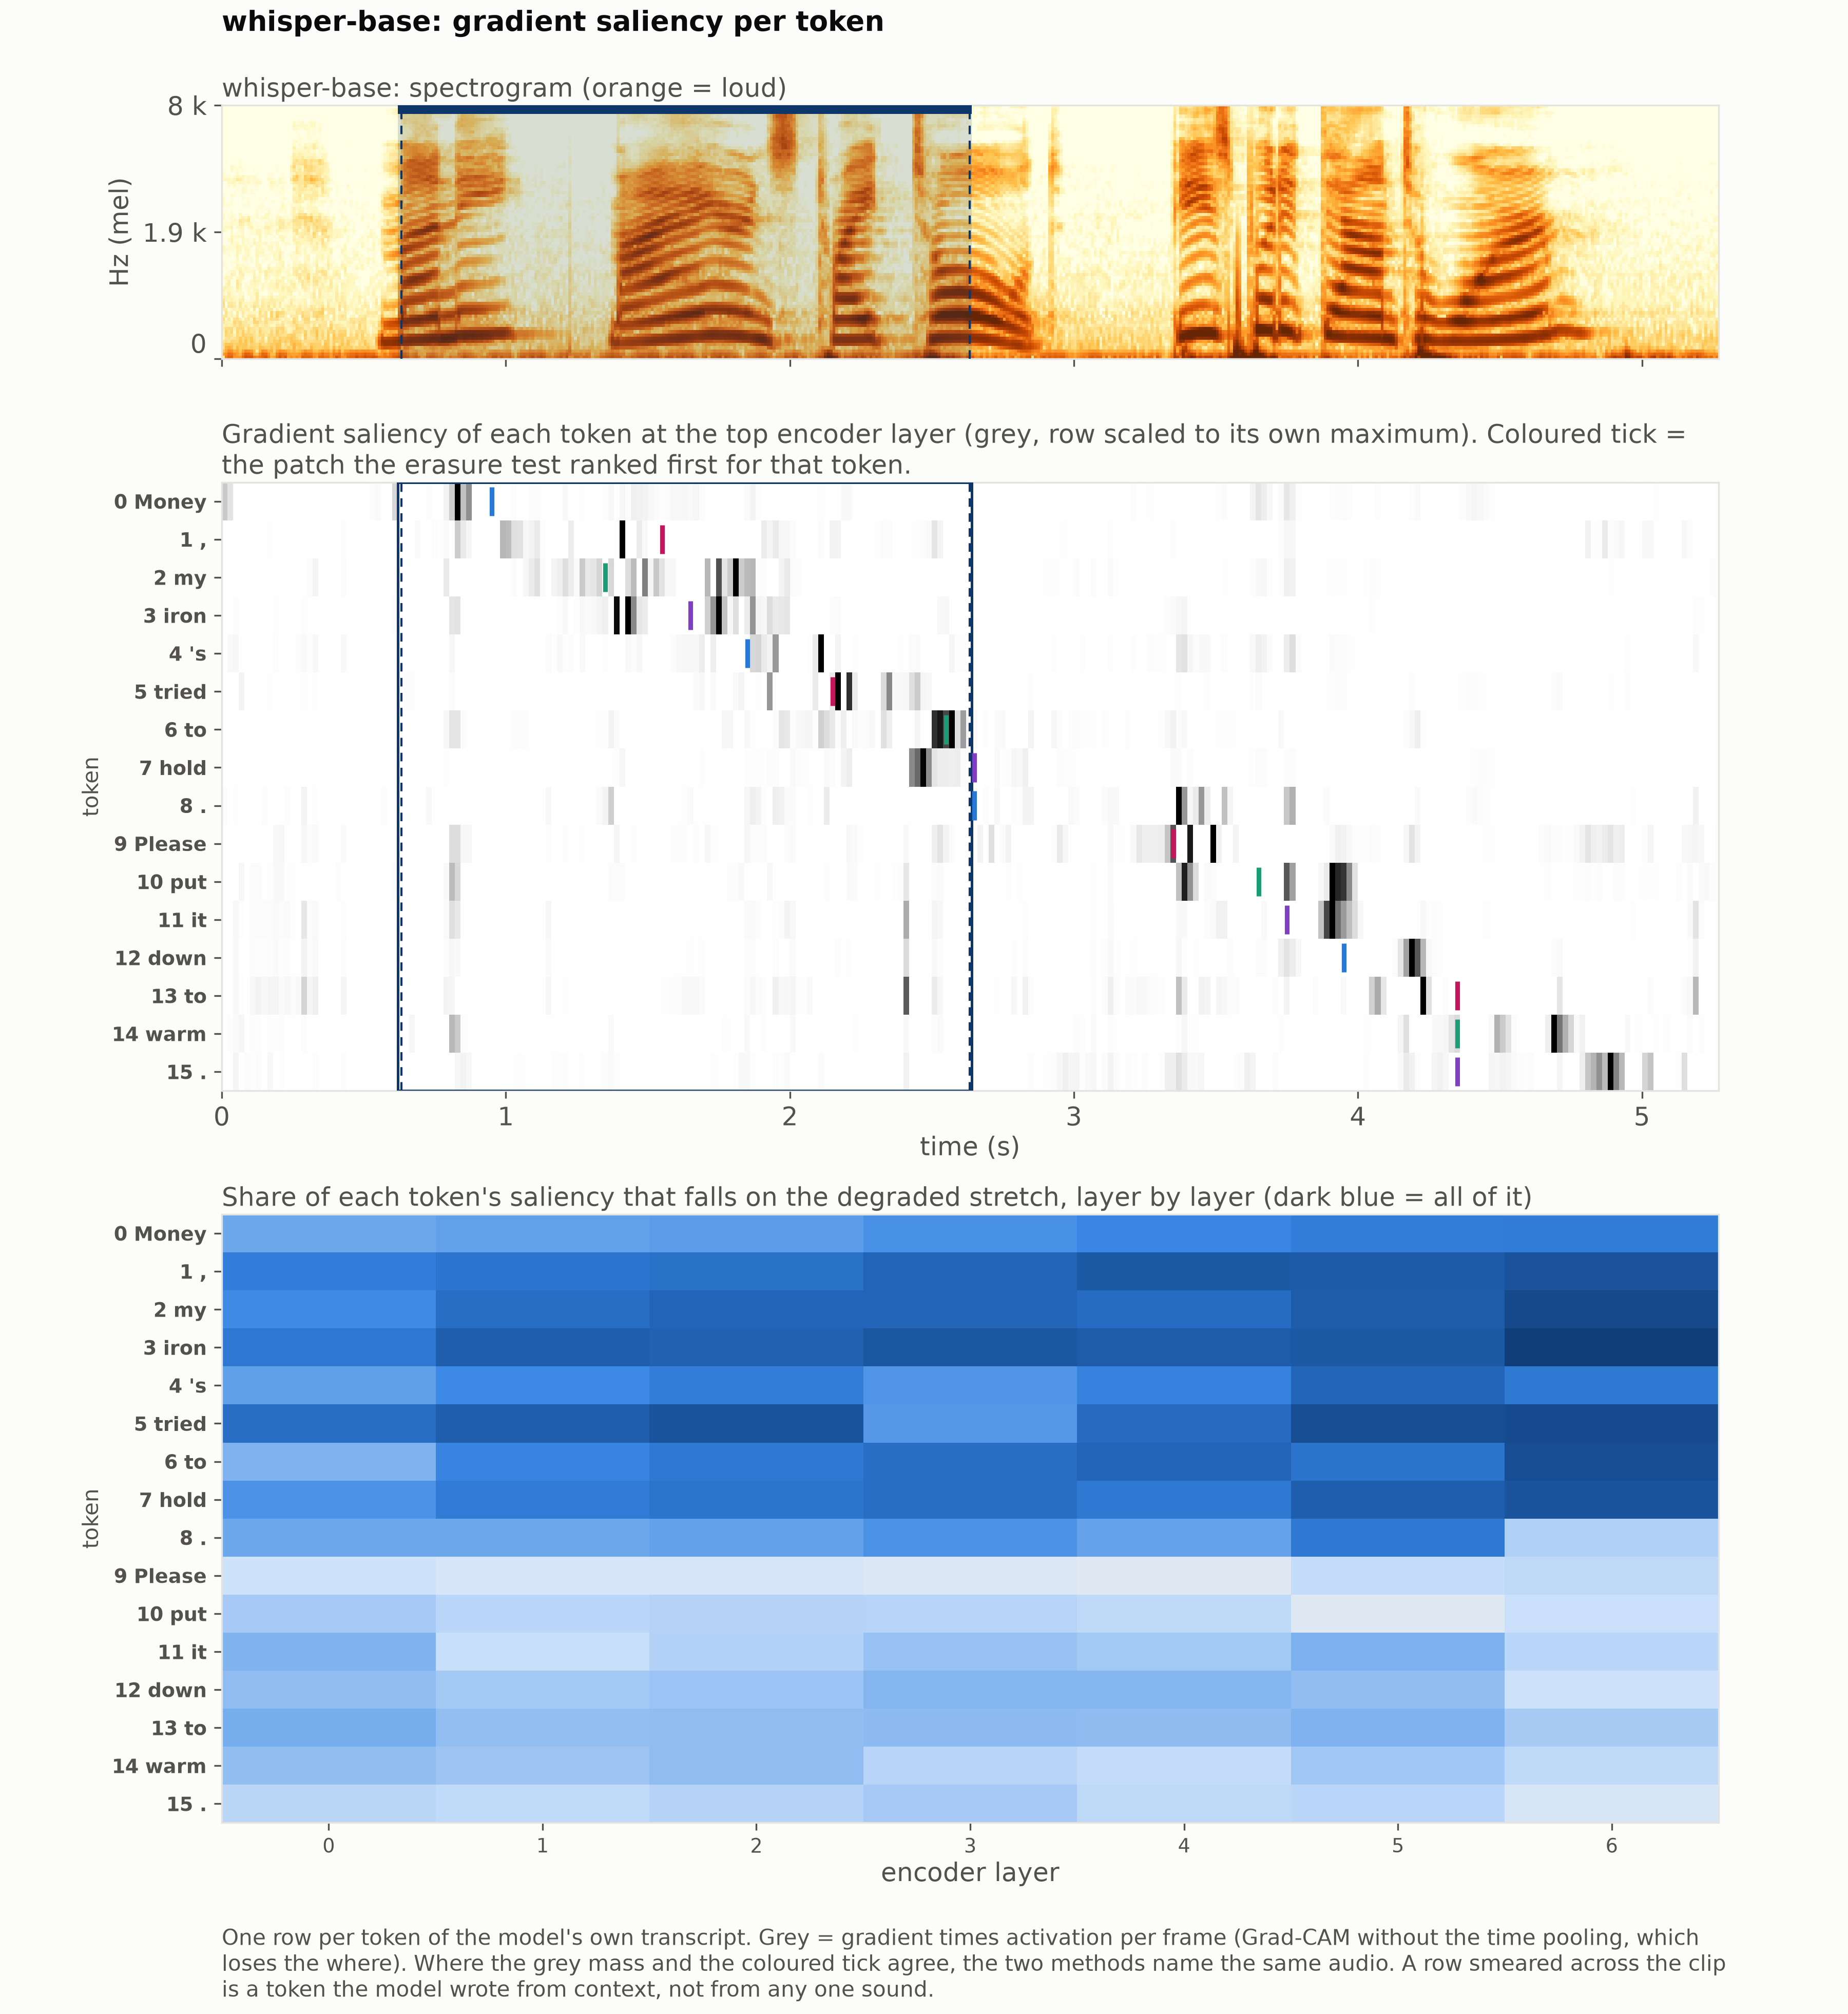 whisper-base: gradient saliency per token
whisper-base: spectrogram (orange = loud)
8 k
1.9 k
0
Hz (mel)
Gradient saliency of each token at the top encoder layer (grey, row scaled to its own maximum). Coloured tick =
the patch the erasure test ranked first for that token.
0 Money
1 ,
2 my
3 iron
4 's
5 tried
6 to
7 hold
8 .
9 Please
10 put
11 it
12 down
13 to
14 warm
15 .
token
0 1 2 3 4 5
time (s)
Share of each token's saliency that falls on the degraded stretch, layer by layer (dark blue = all of it)
0 Money
1 ,
2 my
3 iron
4 's
5 tried
6 to
7 hold
8 .
9 Please
10 put
11 it
12 down
13 to
14 warm
15 .
token
0 1 2 3 4 5 6
encoder layer
One row per token of the model's own transcript. Grey = gradient times activation per frame (Grad-CAM without the time pooling, which
loses the where). Where the grey mass and the coloured tick agree, the two methods name the same audio. A row smeared across the clip
is a token the model wrote from context, not from any one sound.